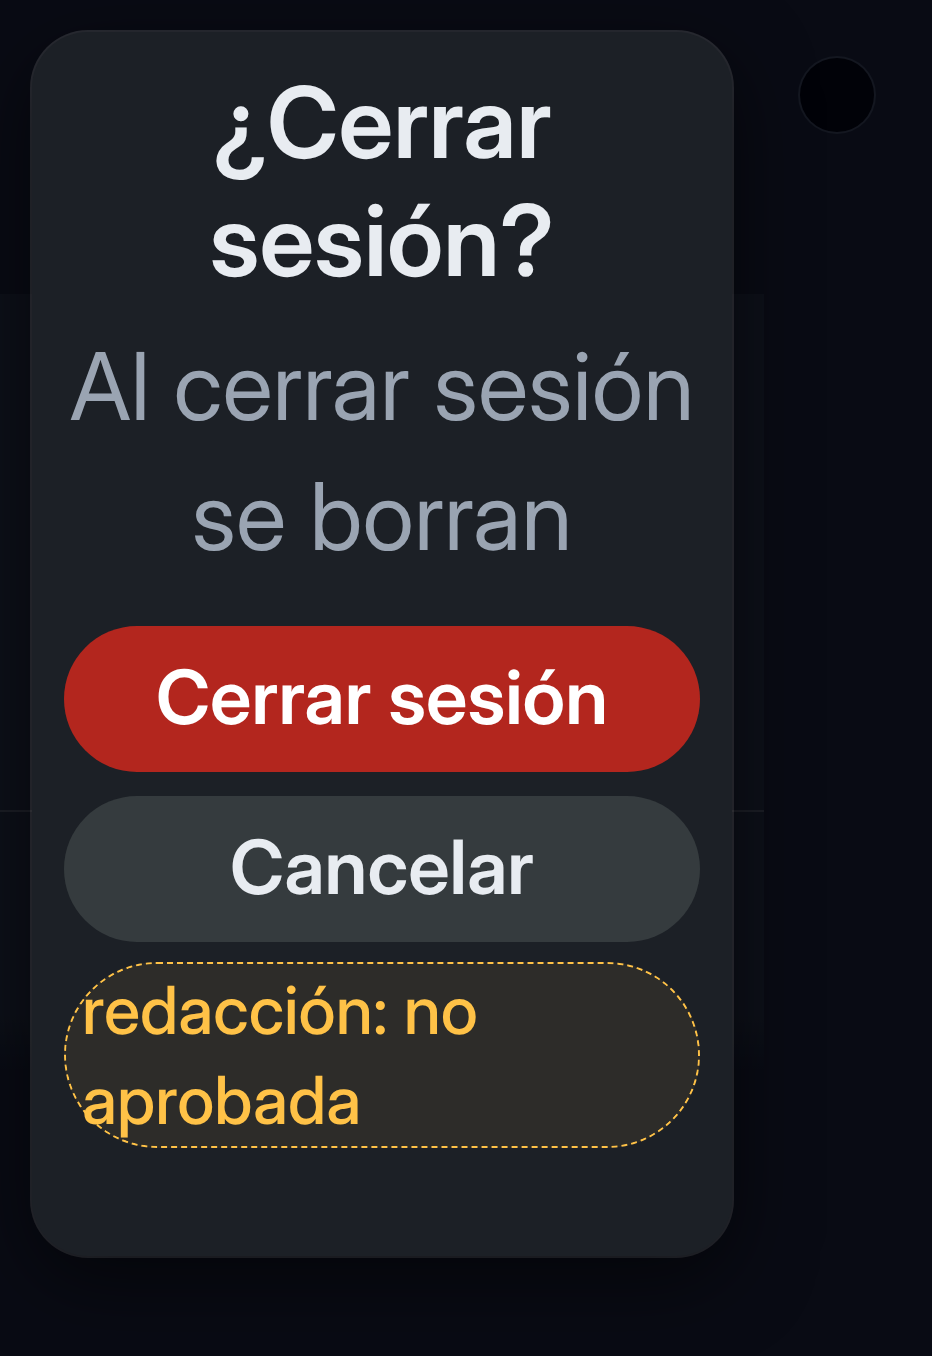 ¿Cerrar
sesión?
Al cerrar sesión
se borran
Cerrar sesión
Cancelar
redacción: no
aprobada